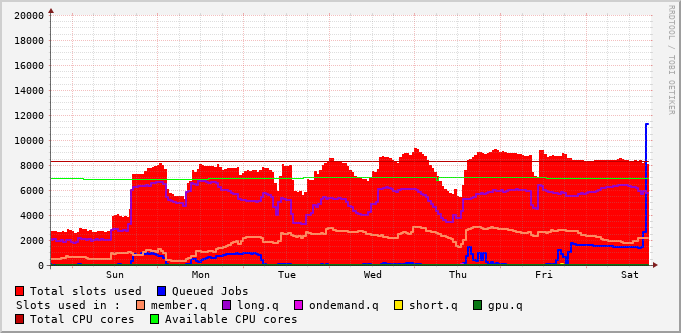 20000
18000
16000
14000
12000
10000
8000
6000
4000
2000
0
Sun Mon Tue Wed Thu Fri Sat
RRDTOOL / TOBI OETIKER
Total slots used Queued Jobs
Slots used in : member.q long.q ondemand.q short.q gpu.q
Total CPU cores Available CPU cores